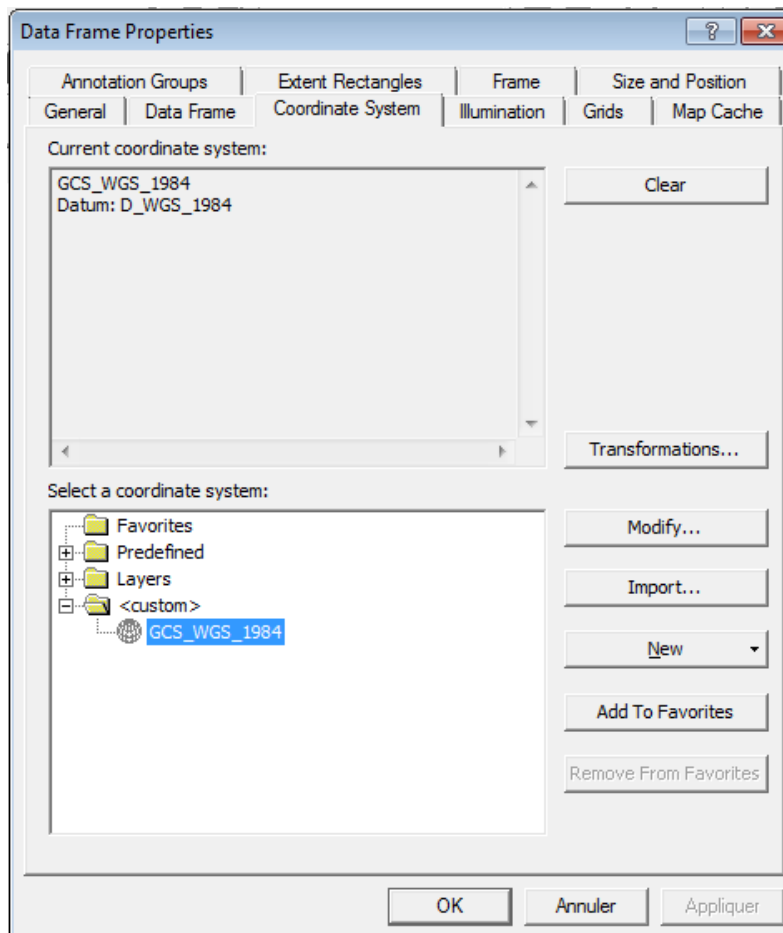 Data Frame Properties
Annotation Groups Extent Rectangles Frame Size and Position
General Data Frame Coordinate System Illumination Grids Map Cache
Current coordinate system:
GCS_WGS_1984
Datum: D_WGS_1984
Clear
Transformations...
Select a coordinate system:
Favorites
Predefined
Layers
<custom>
GCS_WGS_1984
Modify...
Import...
New
Add To Favorites
Remove From Favorites
OK Annuler Appliquer